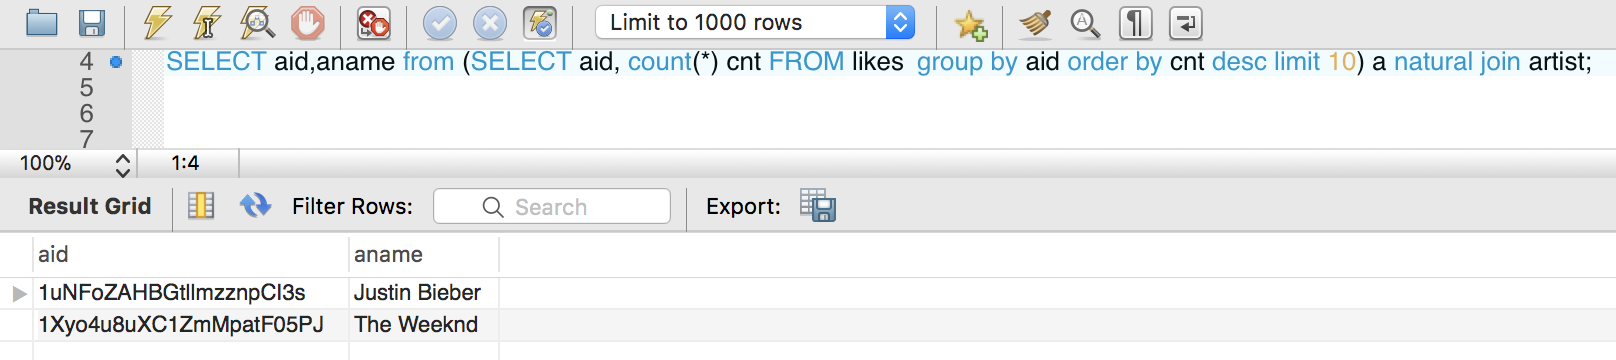 Limit to 1000 rows
4 SELECT aid,aname from (SELECT aid, count(*) cnt FROM likes  group by aid order by cnt desc limit 10) a natural join artist;
5
6
7
100% 1:4
Result Grid Filter Rows: Search Export:
aid aname
1uNFoZAHBGtllmzznpCI3s Justin Bieber
1Xyo4u8uXC1ZmMpatF05PJ The Weeknd